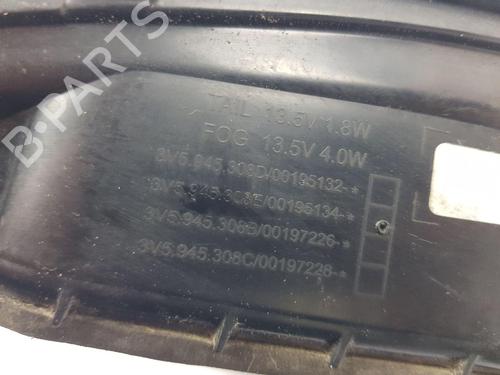 B-PARTS
TAIL 13.5V 1.8W
FOG 13.5V 4.0W
3V5.945.308D/00195132-*
3V5.945.308E/00195134-*
3V5.945.306B/00197226-*
3V5.945.308C/00197228-*